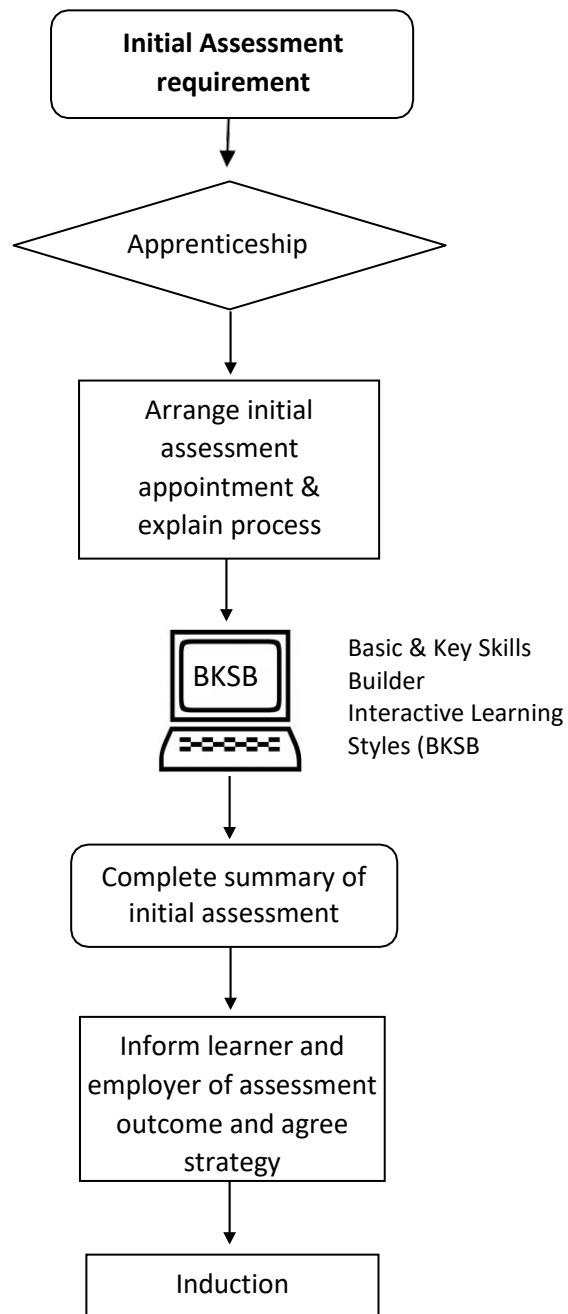 Initial Assessment
requirement
Apprenticeship
Arrange initial
assessment
appointment &
explain process
BKSB
Basic & Key Skills
Builder
Interactive Learning
Styles (BKSB
Complete summary of
initial assessment
Inform learner and
employer of assessment
outcome and agree
strategy
Induction